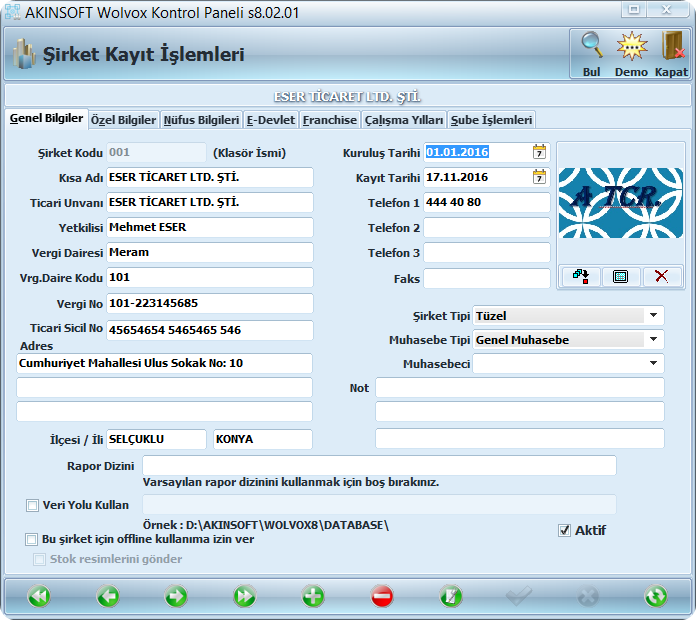 AKINSOFT Wolvox Kontrol Paneli s8.02.01
Şirket Kayıt İşlemleri
Bul Demo Kapat
ESER TİCARET LTD. ŞTİ.
Genel Bilgiler Özel Bilgiler Nüfus Bilgileri E-Devlet Franchise Çalışma Yılları Şube İşlemleri
Şirket Kodu 001 (Klasör İsmi) Kuruluş Tarihi 01.01.2016 7
Kısa Adı ESER TİCARET LTD. ŞTİ. Kayıt Tarihi 17.11.2016 7
Ticari Unvanı ESER TİCARET LTD. ŞTİ. Telefon 1 444 40 80
A TCR.
Yetkilisi Mehmet ESER Telefon 2
Vergi Dairesi Meram Telefon 3
Vrg.Daire Kodu 101 Faks
Vergi No 101-223145685
Şirket Tipi Tüzel
Ticari Sicil No 45654654 5465465 546
Muhasebe Tipi Genel Muhasebe
Adres
Cumhuriyet Mahallesi Ulus Sokak No: 10 Muhasebeci
Not
İlçesi / İli SELÇUKLU KONYA
Rapor Dizini
Varsayılan rapor dizinini kullanmak için boş bırakınız.
Veri Yolu Kullan
Örnek : D:\AKINSOFT\WOLVOX8\DATABASE\
Aktif
Bu şirket için offline kullanıma izin ver
Stok resimlerini gönder